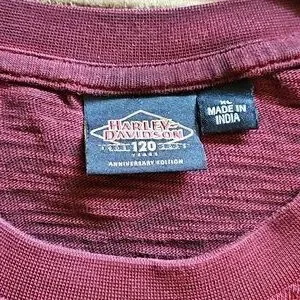 HARLEY-
DAVIDSON
120
YEARS
ANNIVERSARY EDITION
XL
MADE IN
INDIA